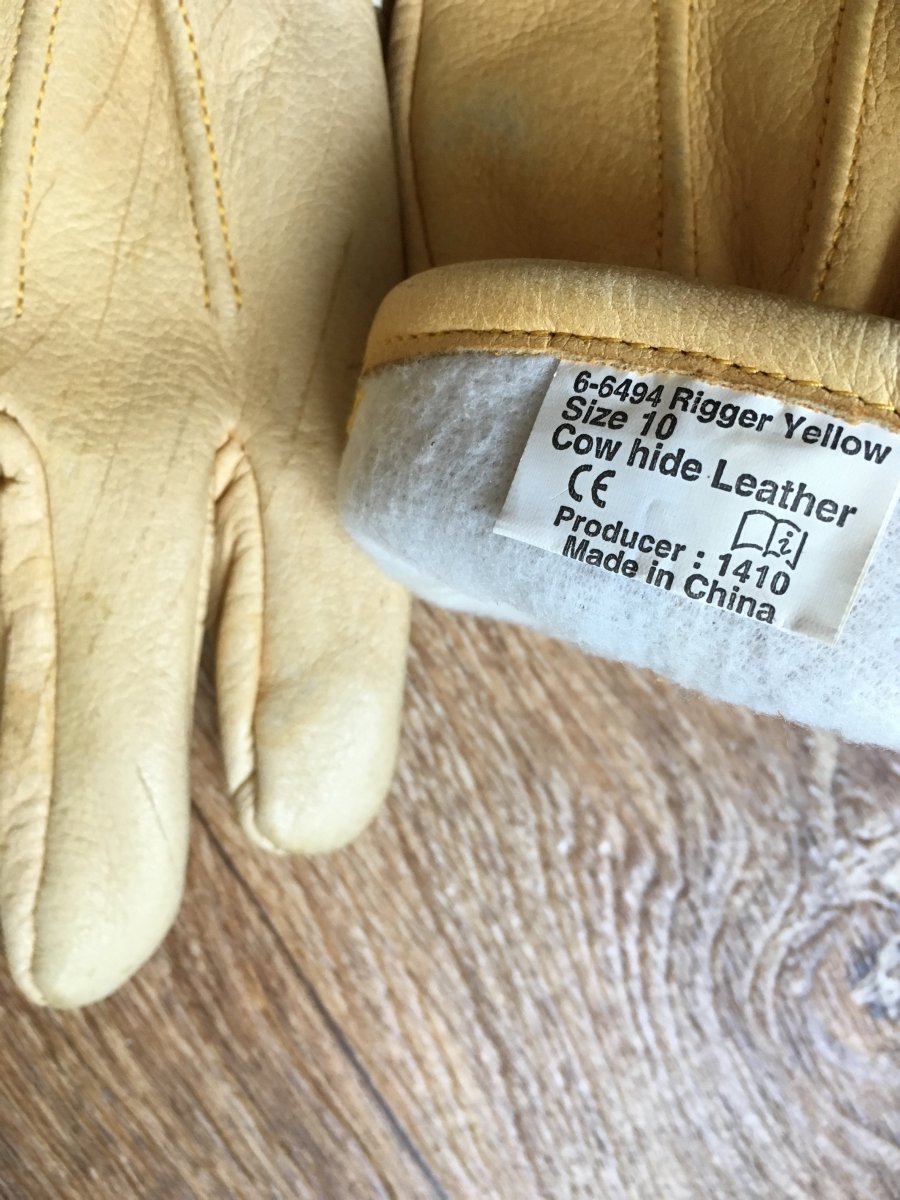 6-6494 Rigger Yellow
Size 10
Cow hide Leather
CE
i
Producer : 1410
Made in China